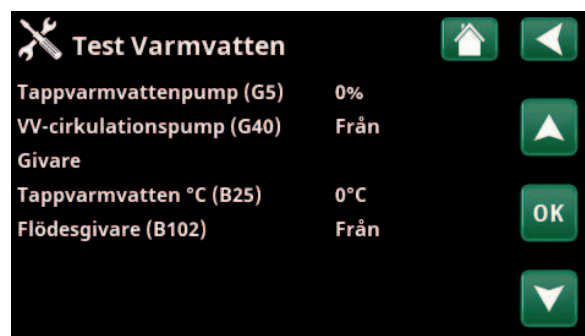 Test Varmvatten
Tappvarmvattenpump (G5) 0%
VV-cirkulationspump (G40) Från
Givare
Tappvarmvatten °C (B25) 0°C
Flödesgivare (B102) Från
OK